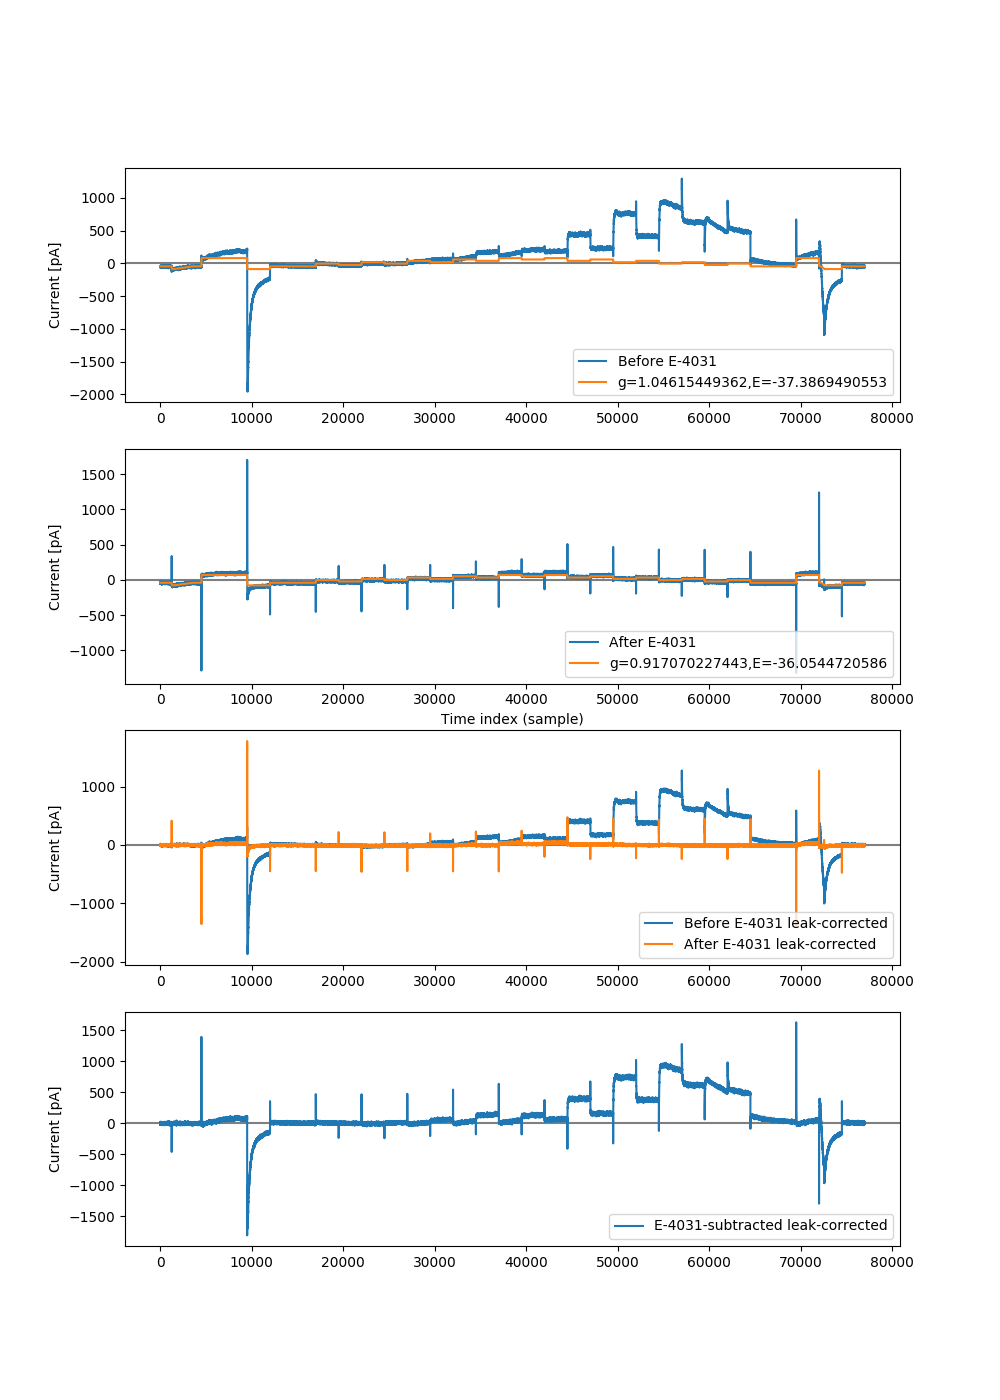 1000
500
0
−500
−1000
−1500
−2000
Current [pA]
Before E-4031
g=1.04615449362,E=-37.3869490553
0 10000 20000 30000 40000 50000 60000 70000 80000
1500
1000
500
0
−500
−1000
Current [pA]
After E-4031
g=0.917070227443,E=-36.0544720586
0 10000 20000 30000 40000 50000 60000 70000 80000
Time index (sample)
1000
0
−1000
−2000
Current [pA]
Before E-4031 leak-corrected
After E-4031 leak-corrected
0 10000 20000 30000 40000 50000 60000 70000 80000
1500
1000
500
0
−500
−1000
−1500
Current [pA]
E-4031-subtracted leak-corrected
0 10000 20000 30000 40000 50000 60000 70000 80000